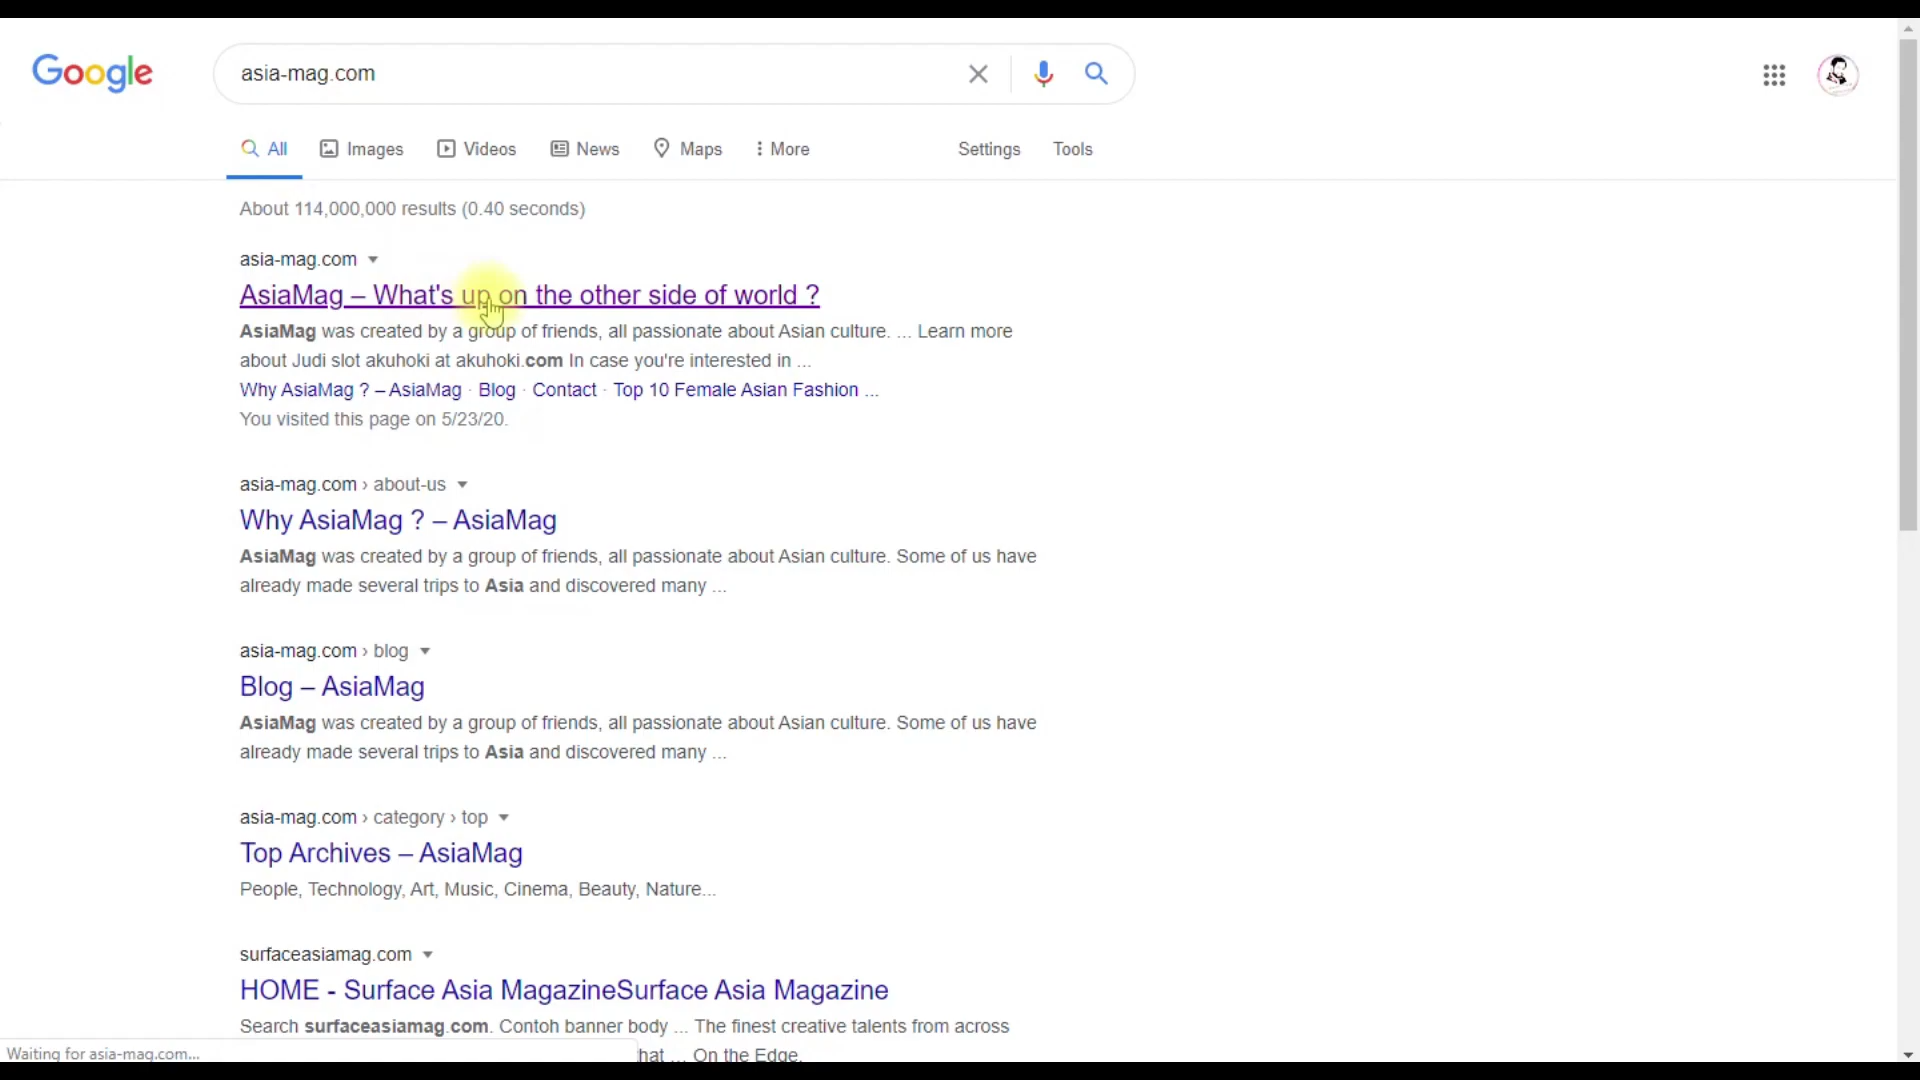 Google
asia-mag.com
All Images Videos News Maps More Settings Tools
About 114,000,000 results (0.40 seconds)
asia-mag.com
AsiaMag – What's up on the other side of world ?
AsiaMag was created by a group of friends, all passionate about Asian culture. ... Learn more
about Judi slot akuhoki at akuhoki.com In case you're interested in ...
Why AsiaMag ? – AsiaMag · Blog · Contact · Top 10 Female Asian Fashion ...
You visited this page on 5/23/20.
asia-mag.com › about-us
Why AsiaMag ? – AsiaMag
AsiaMag was created by a group of friends, all passionate about Asian culture. Some of us have
already made several trips to Asia and discovered many ...
asia-mag.com › blog
Blog – AsiaMag
AsiaMag was created by a group of friends, all passionate about Asian culture. Some of us have
already made several trips to Asia and discovered many ...
asia-mag.com › category › top
Top Archives – AsiaMag
People, Technology, Art, Music, Cinema, Beauty, Nature...
surfaceasiamag.com
HOME - Surface Asia MagazineSurface Asia Magazine
Search surfaceasiamag.com. Contoh banner body ... The finest creative talents from across
Waiting for asia-mag.com... hat ... On the Edge.